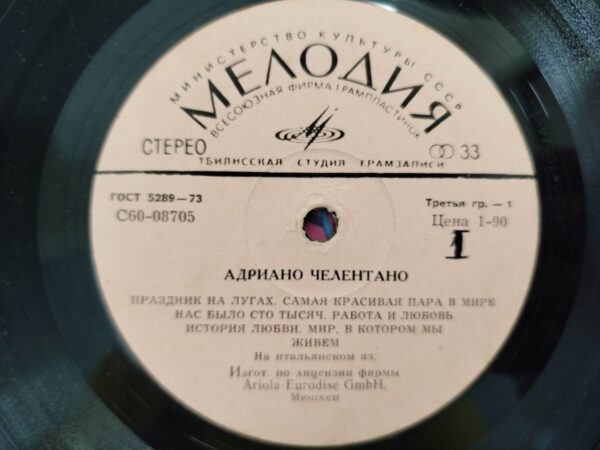 МИНИСТЕРСТВО КУЛЬТУРЫ СССР
МЕЛОДИЯ
ВСЕСОЮЗНАЯ ФИРМА ГРАМПЛАСТИНОК
СТЕРЕО
33
ТБИЛИССКАЯ СТУДИЯ ГРАМЗАПИСИ
ГОСТ 5289—73
Третья гр. — 1
С60-08705
Цена 1-90
1
АДРИАНО ЧЕЛЕНТАНО
ПРАЗДНИК НА ЛУГАХ. САМАЯ КРАСИВАЯ ПАРА В МИРЕ
НАС БЫЛО СТО ТЫСЯЧ. РАБОТА И ЛЮБОВЬ
ИСТОРИЯ ЛЮБВИ. МИР, В КОТОРОМ МЫ
ЖИВЕМ
На итальянском яз.
Изгот. по лицензии фирмы
Ariola-Eurodisc GmbH,
Мюнхен